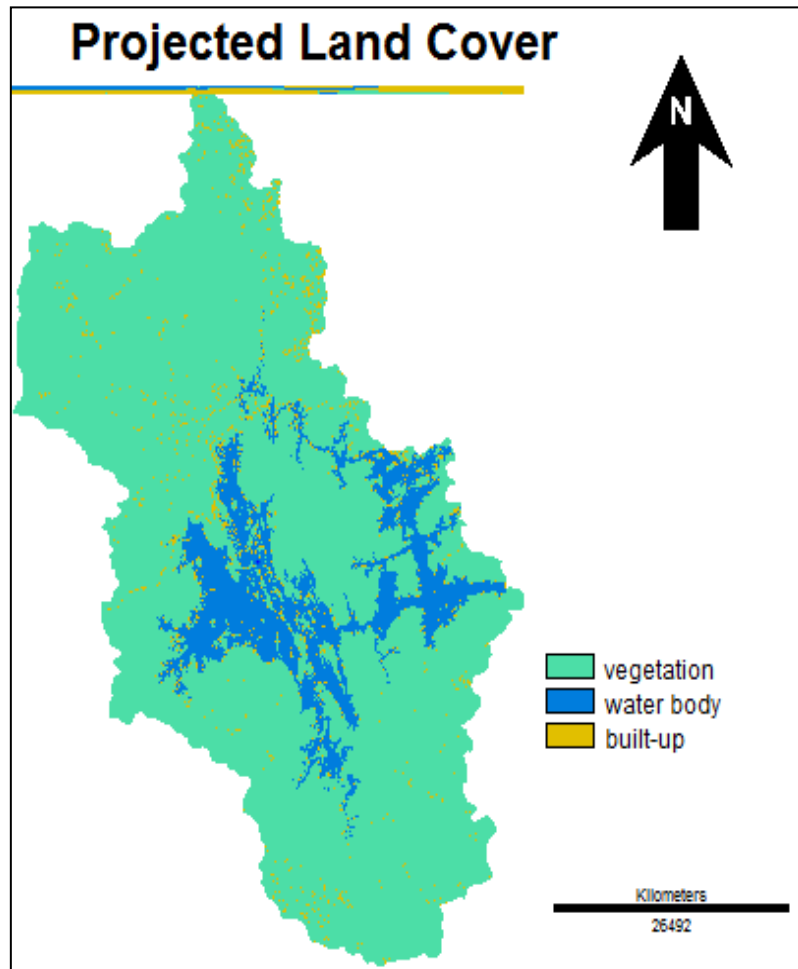 Projected Land Cover
N
vegetation
water body
built-up
Kilometers
26492